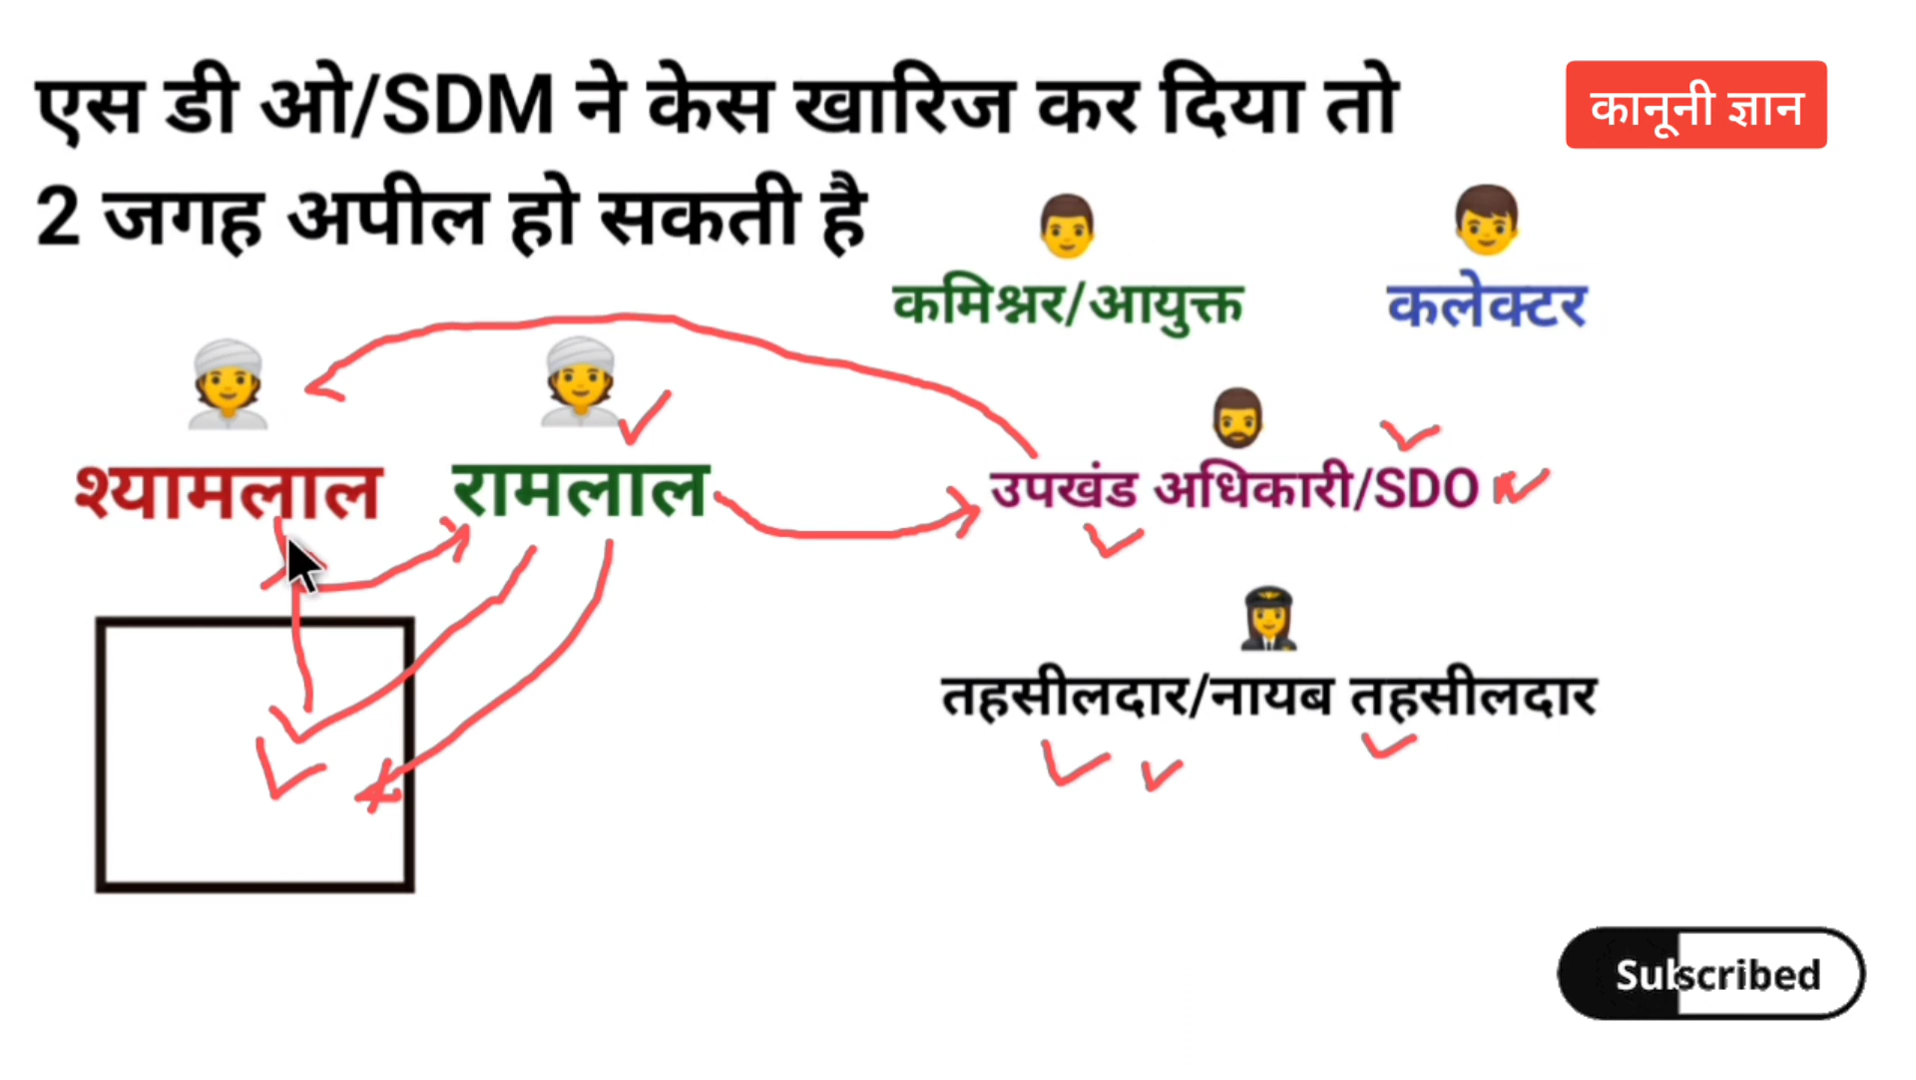 एस डी ओ/SDM ने केस खारिज कर दिया तो
कानूनी ज्ञान
2 जगह अपील हो सकती है
कमिश्नर/आयुक्त
कलेक्टर
श्यामलाल
रामलाल
उपखंड अधिकारी/SDO
तहसीलदार/नायब तहसीलदार
Subscribed